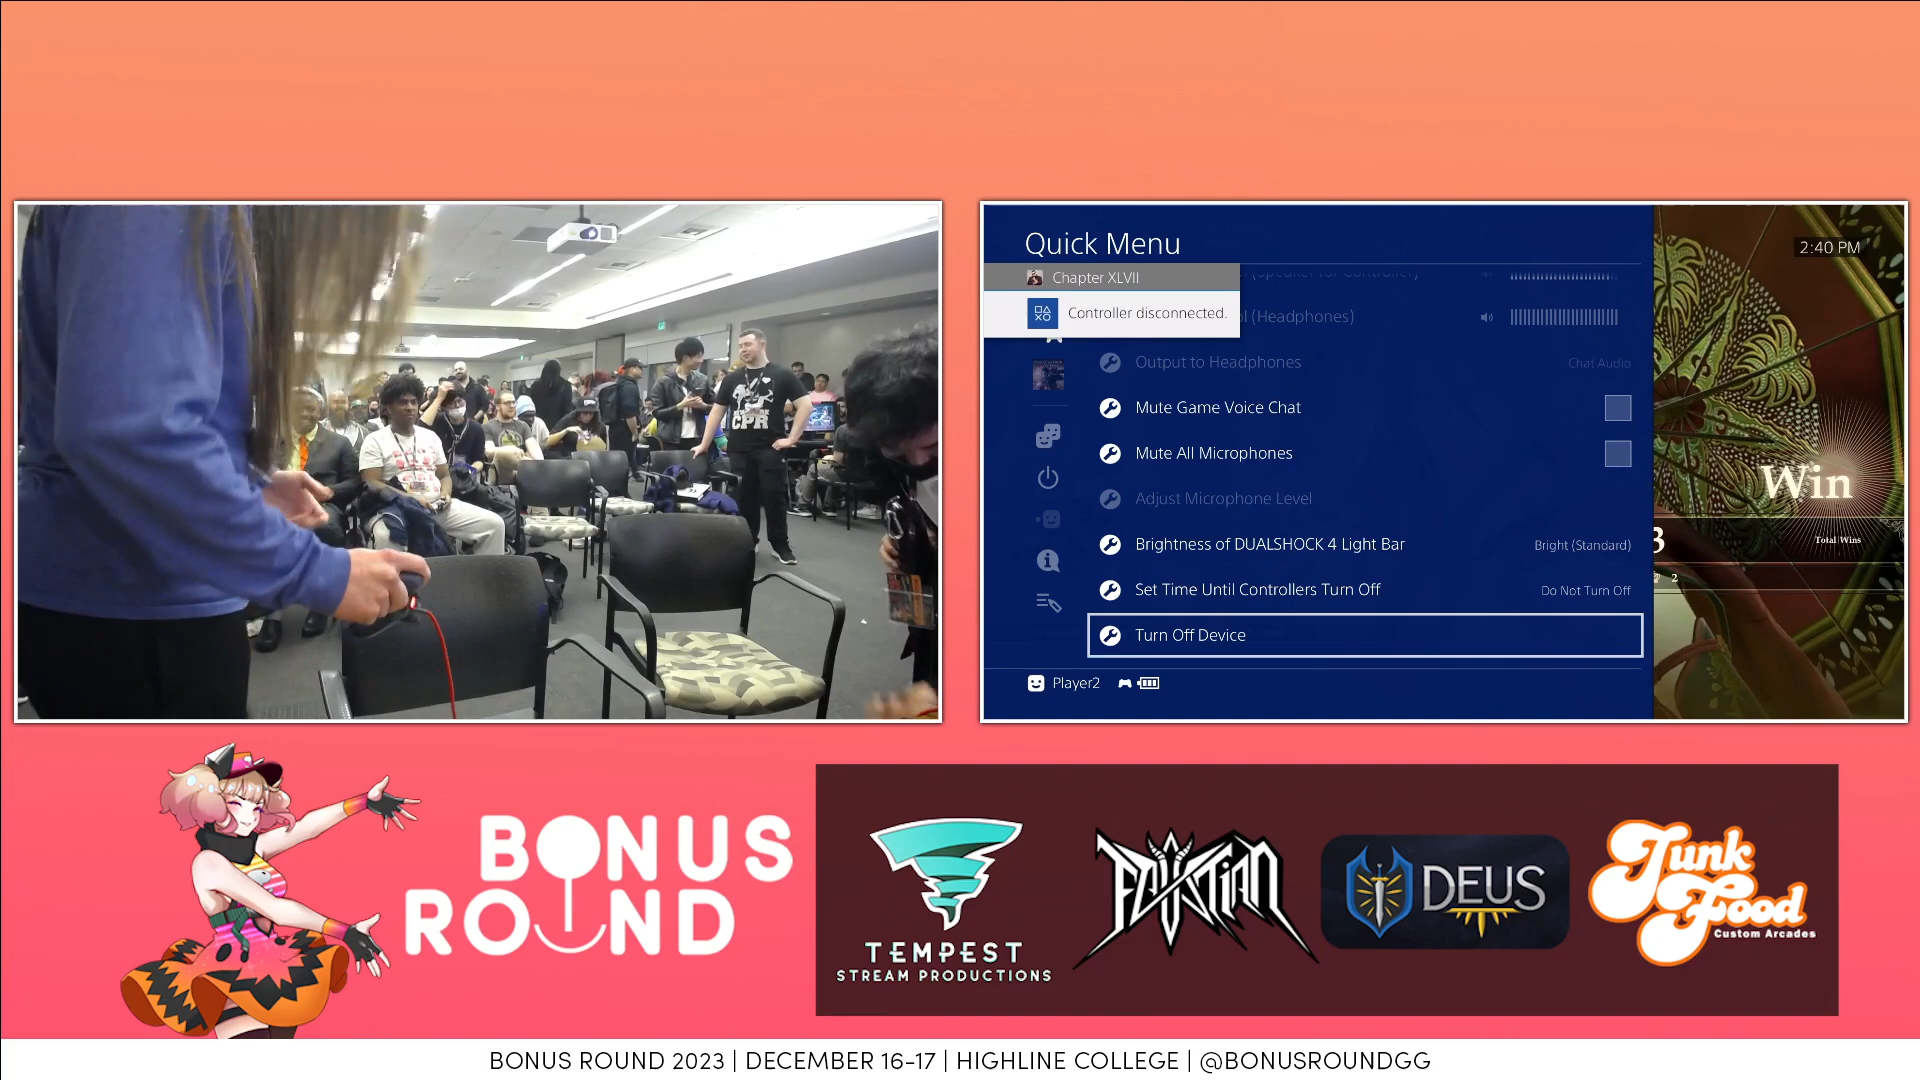 Quick Menu
2:40 PM
Chapter XLVII
Controller disconnected.
(Headphones)
Output to Headphones
Chat Audio
Mute Game Voice Chat
Mute All Microphones
Adjust Microphone Level
Brightness of DUALSHOCK 4 Light Bar
Bright (Standard)
Set Time Until Controllers Turn Off
Do Not Turn Off
Turn Off Device
Player2
Win
3
Total Wins
2
CPR
BONUS
ROUND
TEMPEST
STREAM PRODUCTIONS
DEUS
Junk
Food
Custom Arcades
BONUS ROUND 2023 | DECEMBER 16-17 | HIGHLINE COLLEGE | @BONUSROUNDGG